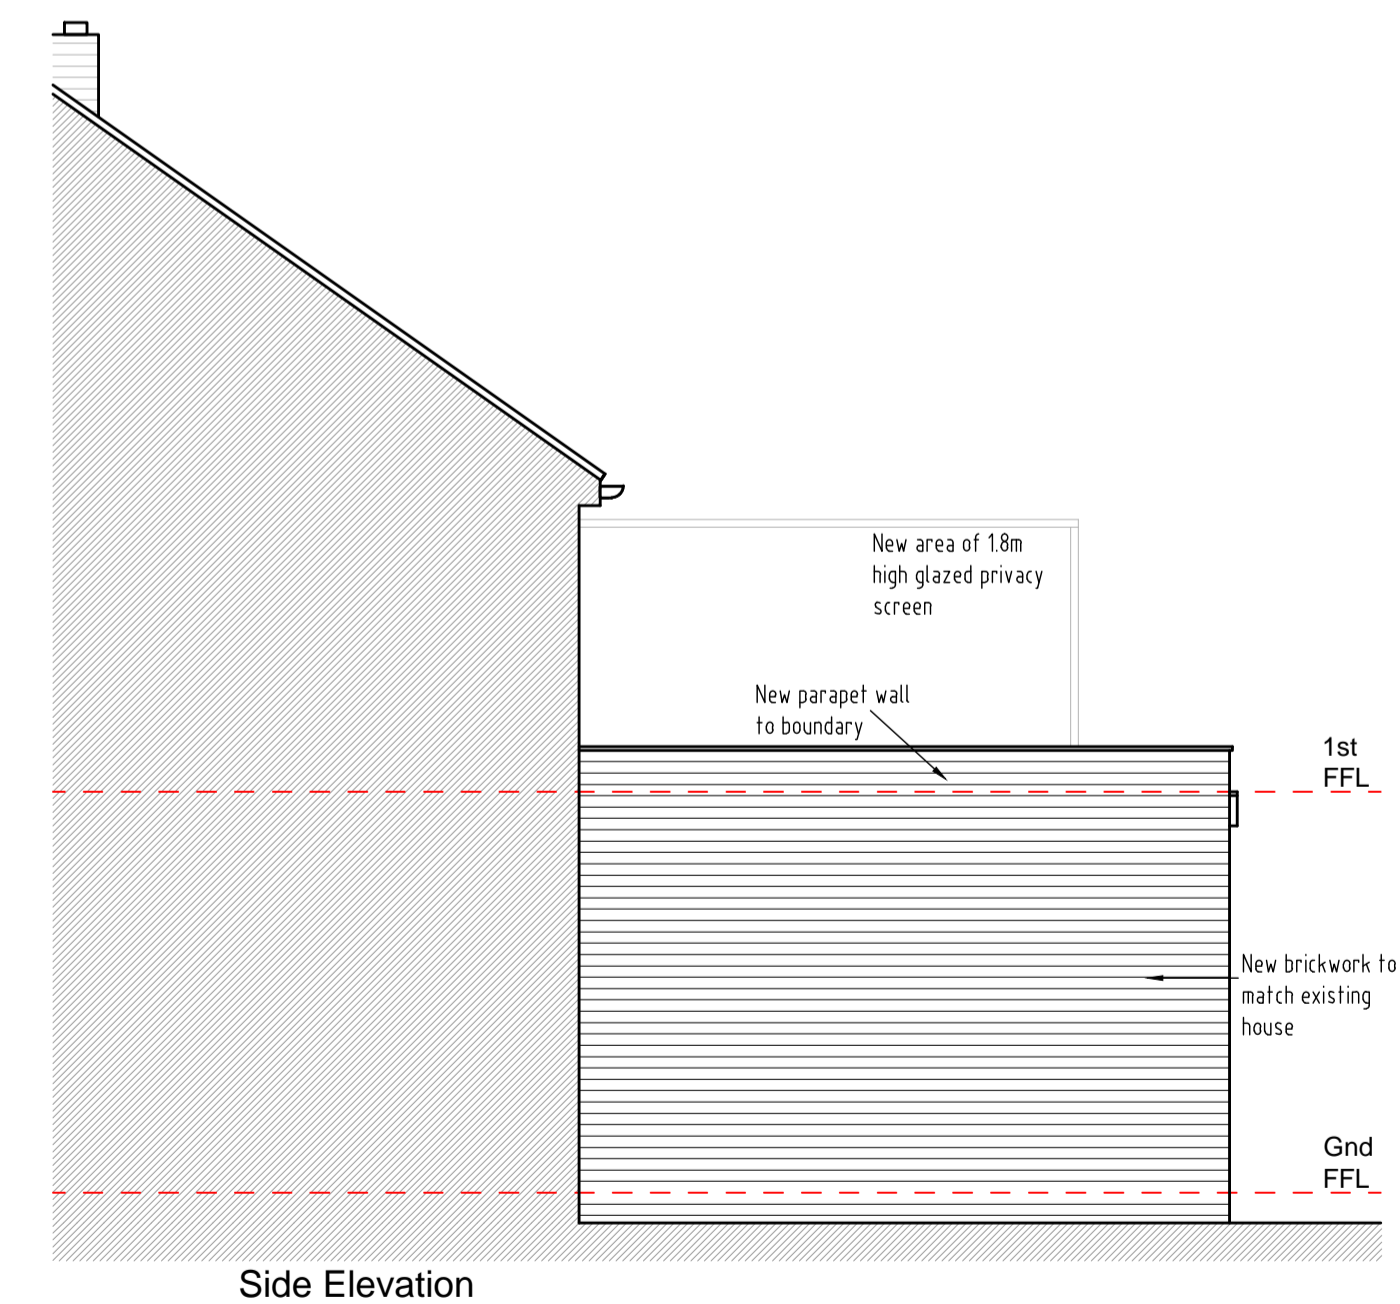 New area of 1.8m
high glazed privacy
screen
New parapet wall
to boundary
1st
FFL
New brickwork to
match existing
house
Gnd
FFL
Side Elevation